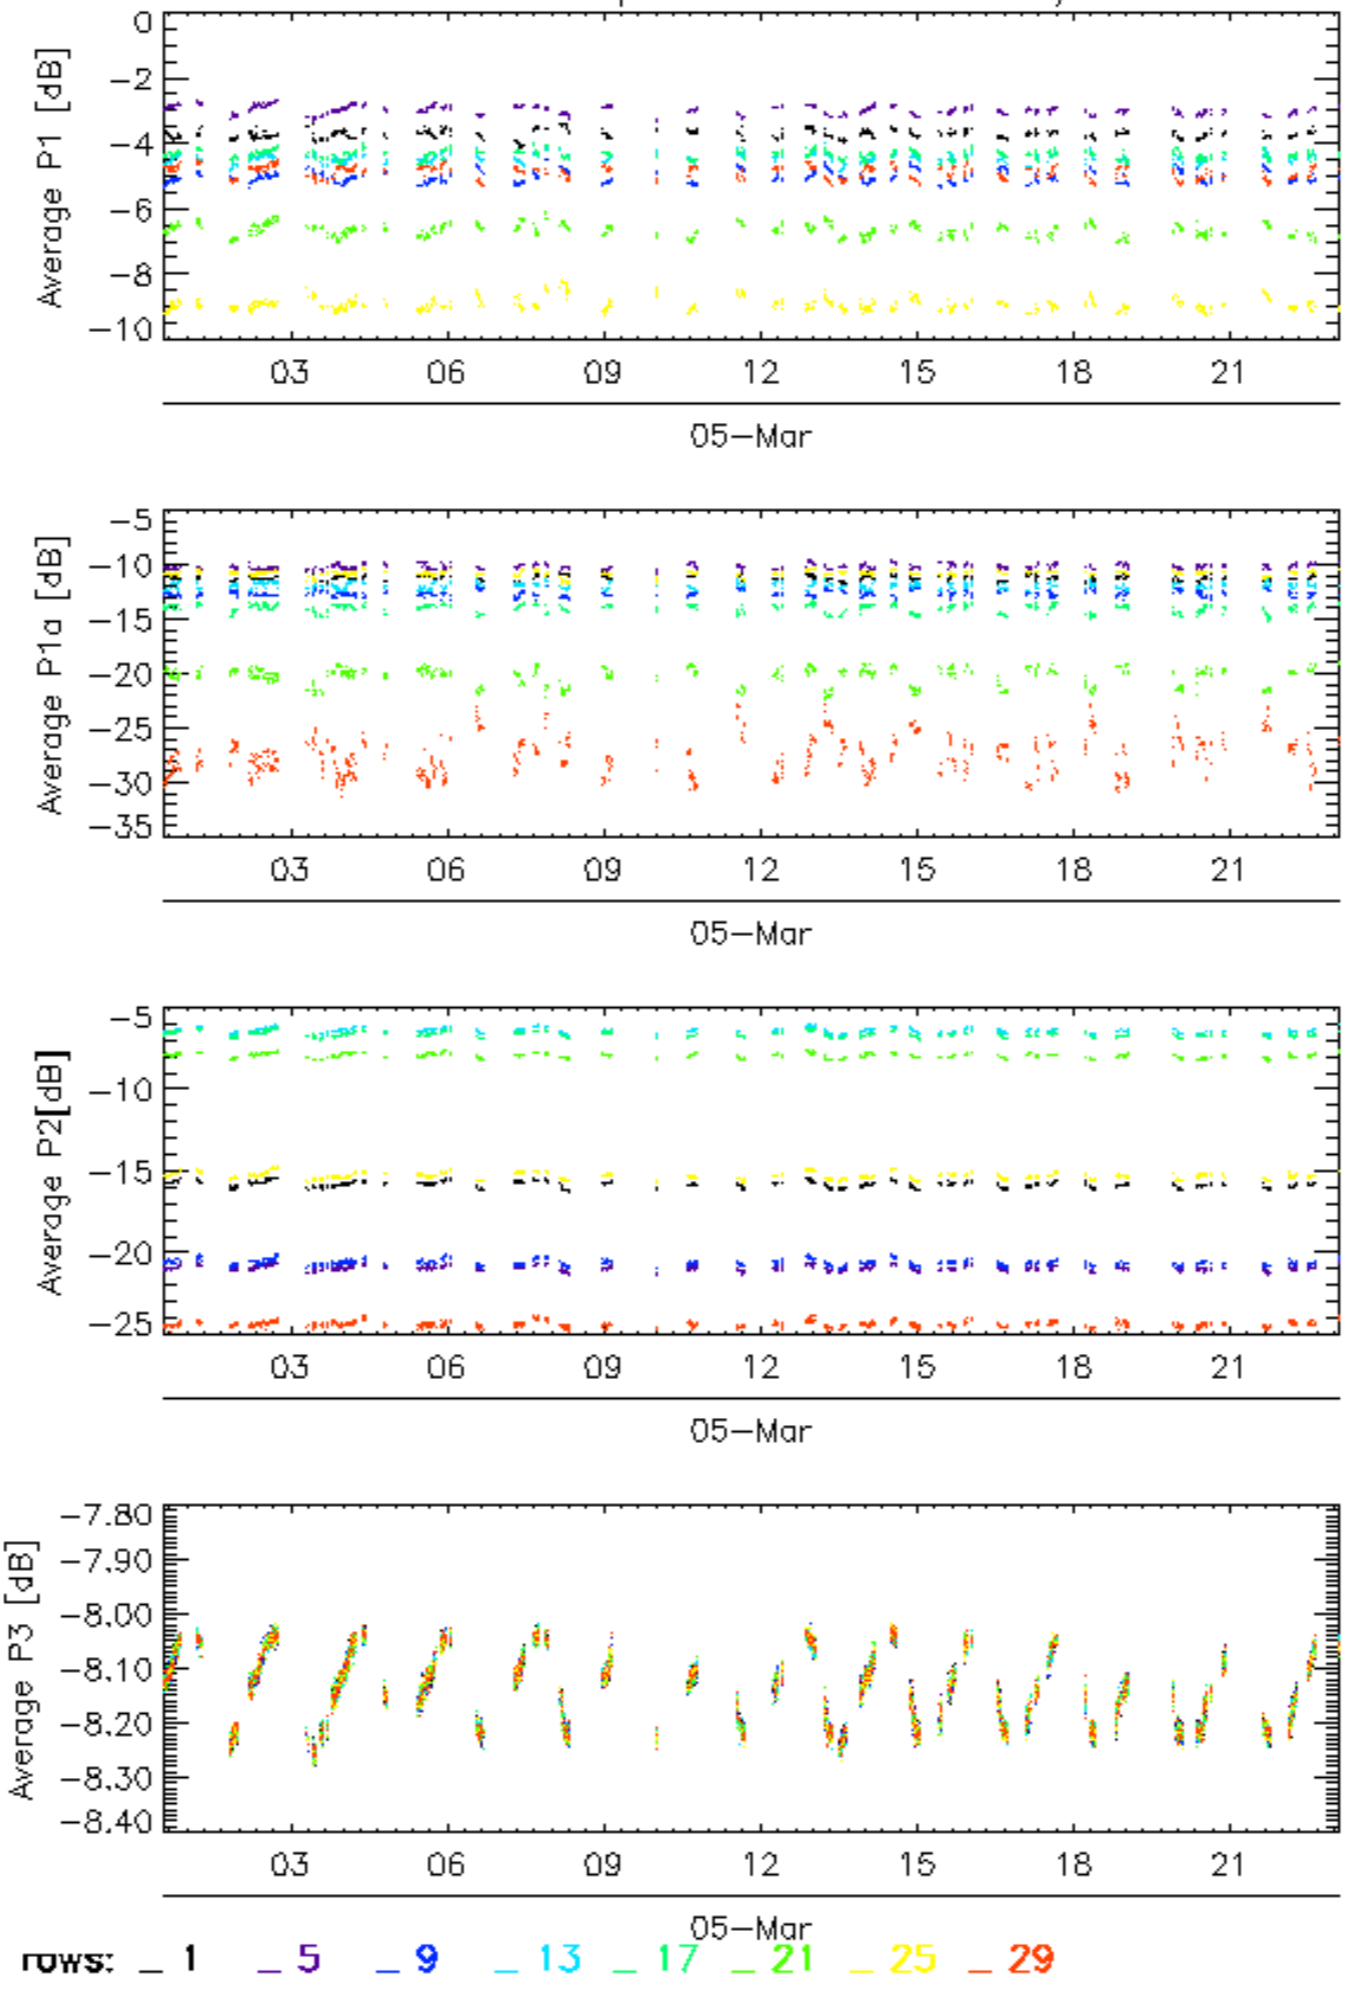 0
−2
−4
−6
−8
−10
Average P1 [dB]
03 06 09 12 15 18 21
05−Mar
−5
−10
−15
−20
−25
−30
−35
Average P1a [dB]
03 06 09 12 15 18 21
05−Mar
−5
−10
−15
−20
−25
Average P2[dB]
03 06 09 12 15 18 21
05−Mar
−7.80
−7.90
−8.00
−8.10
−8.20
−8.30
−8.40
Average P3 [dB]
03 06 09 12 15 18 21
05−Mar
rows: _ 1 _ 5 _ 9 _ 13 _ 17 _ 21 _ 25 _ 29